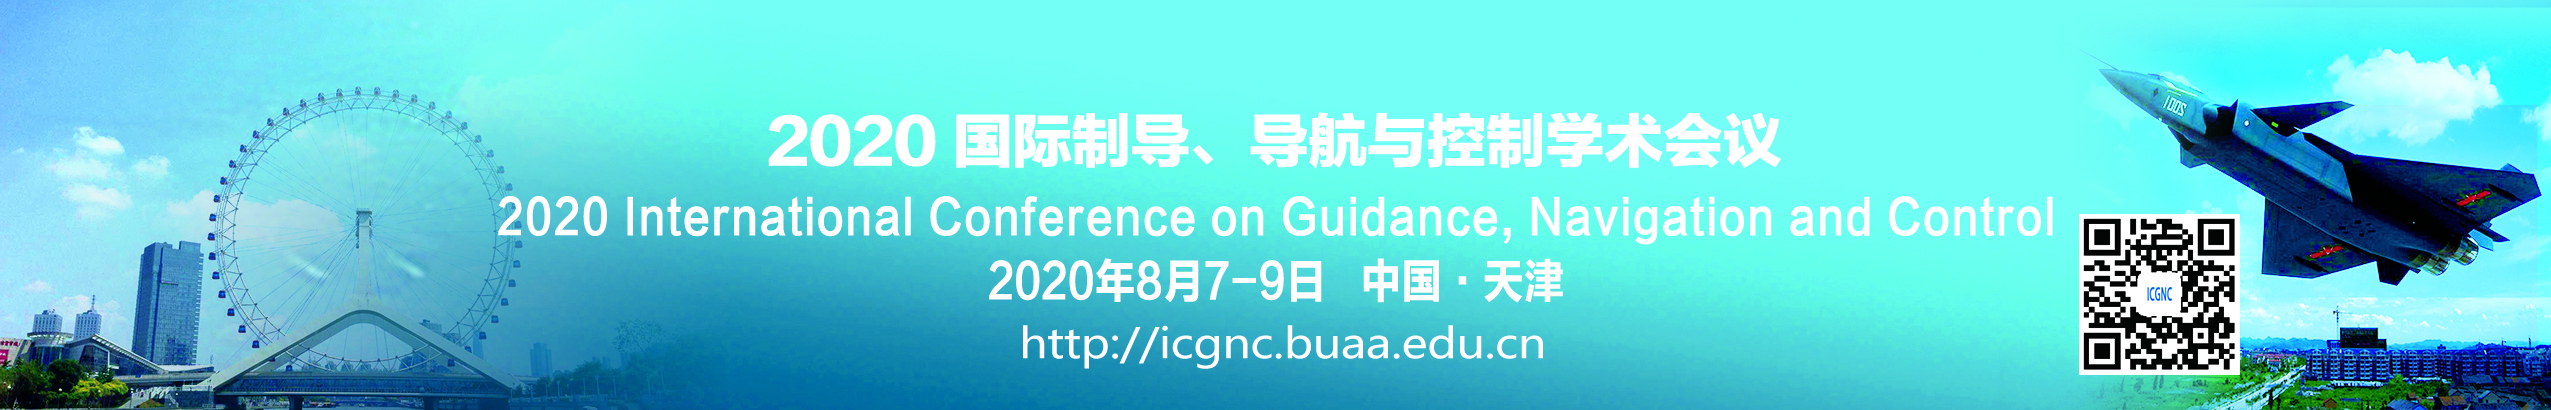 2020 国际制导、导航与控制学术会议
2020 International Conference on Guidance, Navigation and Control
2020年8月7-9日 中国·天津
http://icgnc.buaa.edu.cn
ICGNC